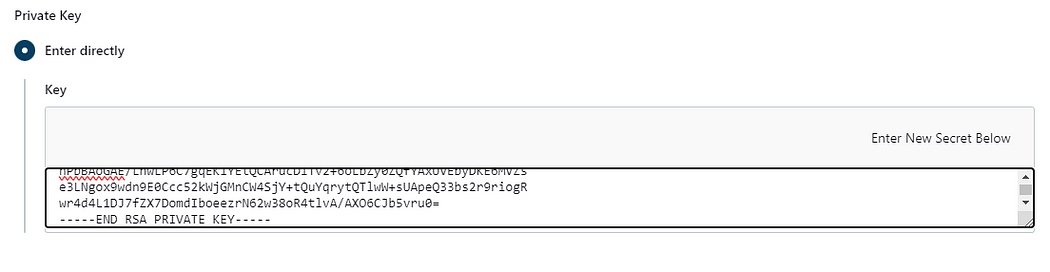 Private Key
Enter directly
Key
Enter New Secret Below
e3LNgox9wdn9E0Ccc52kWjGMnCW4SjY+tQuYqrytQTlwW+sUApeQ33bs2r9riogR
wr4d4L1DJ7fZX7DomdIboeezrN62w38oR4tlvA/AXO6CJb5vru0=
-----END RSA PRIVATE KEY-----